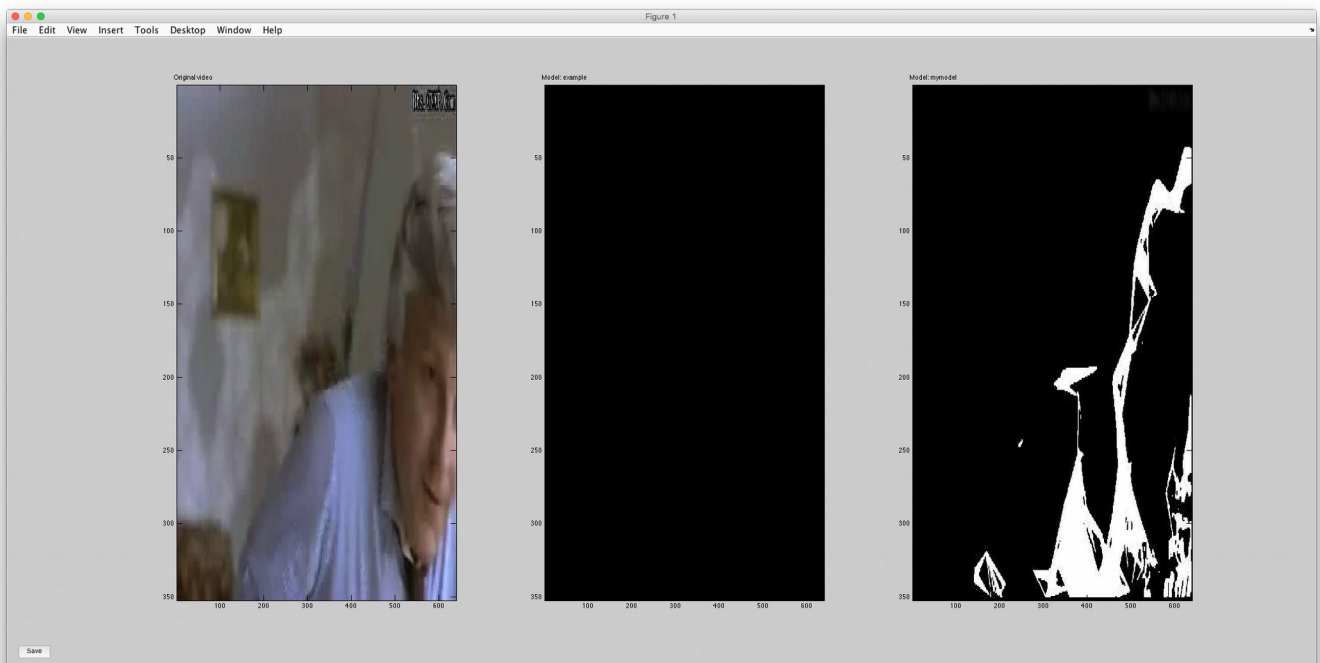 Figure 1
File Edit View Insert Tools Desktop Window Help
Original video
Model: example
Model: mymodel
50
100
150
200
250
300
350
100 200 300 400 500 600
50
100
150
200
250
300
350
100 200 300 400 500 600
50
100
150
200
250
300
350
100 200 300 400 500 600
Save